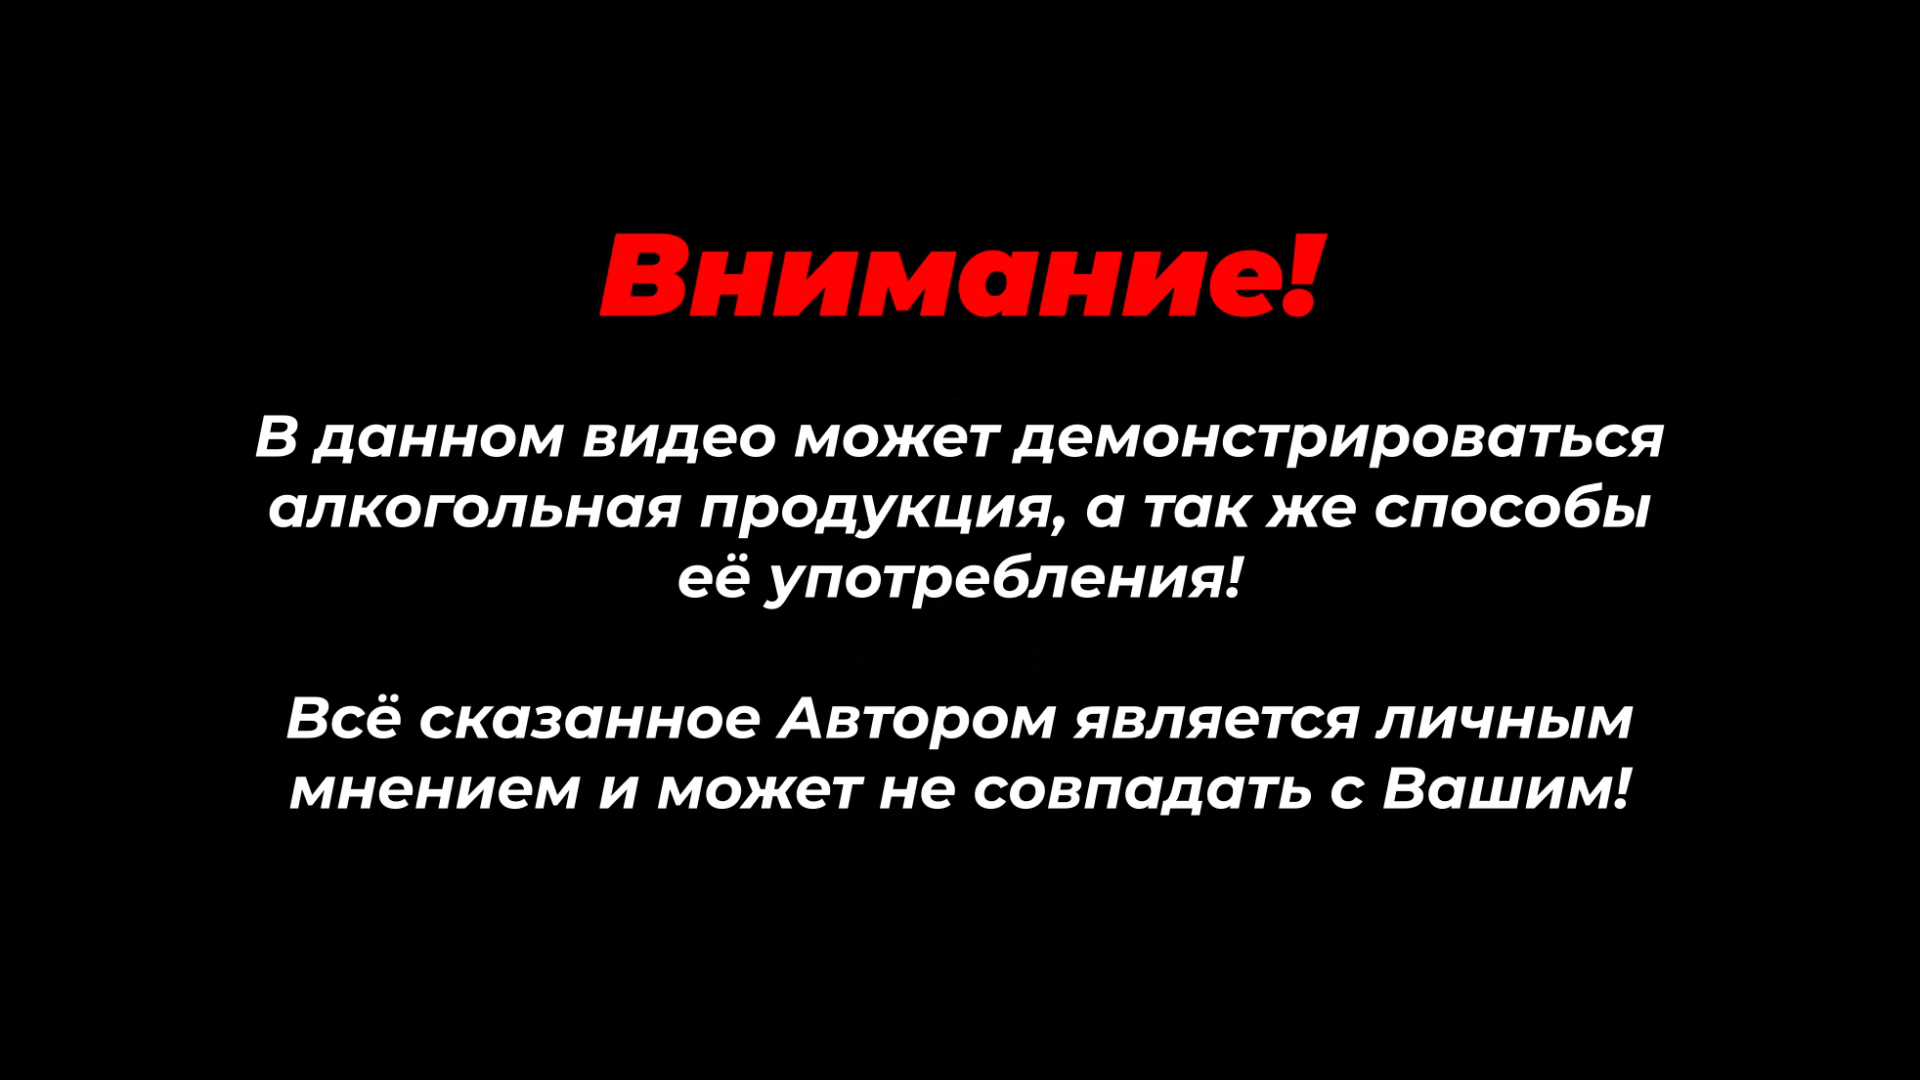 Внимание!
В данном видео может демонстрироваться
алкогольная продукция, а так же способы
её употребления!
Всё сказанное Автором является личным
мнением и может не совпадать с Вашим!